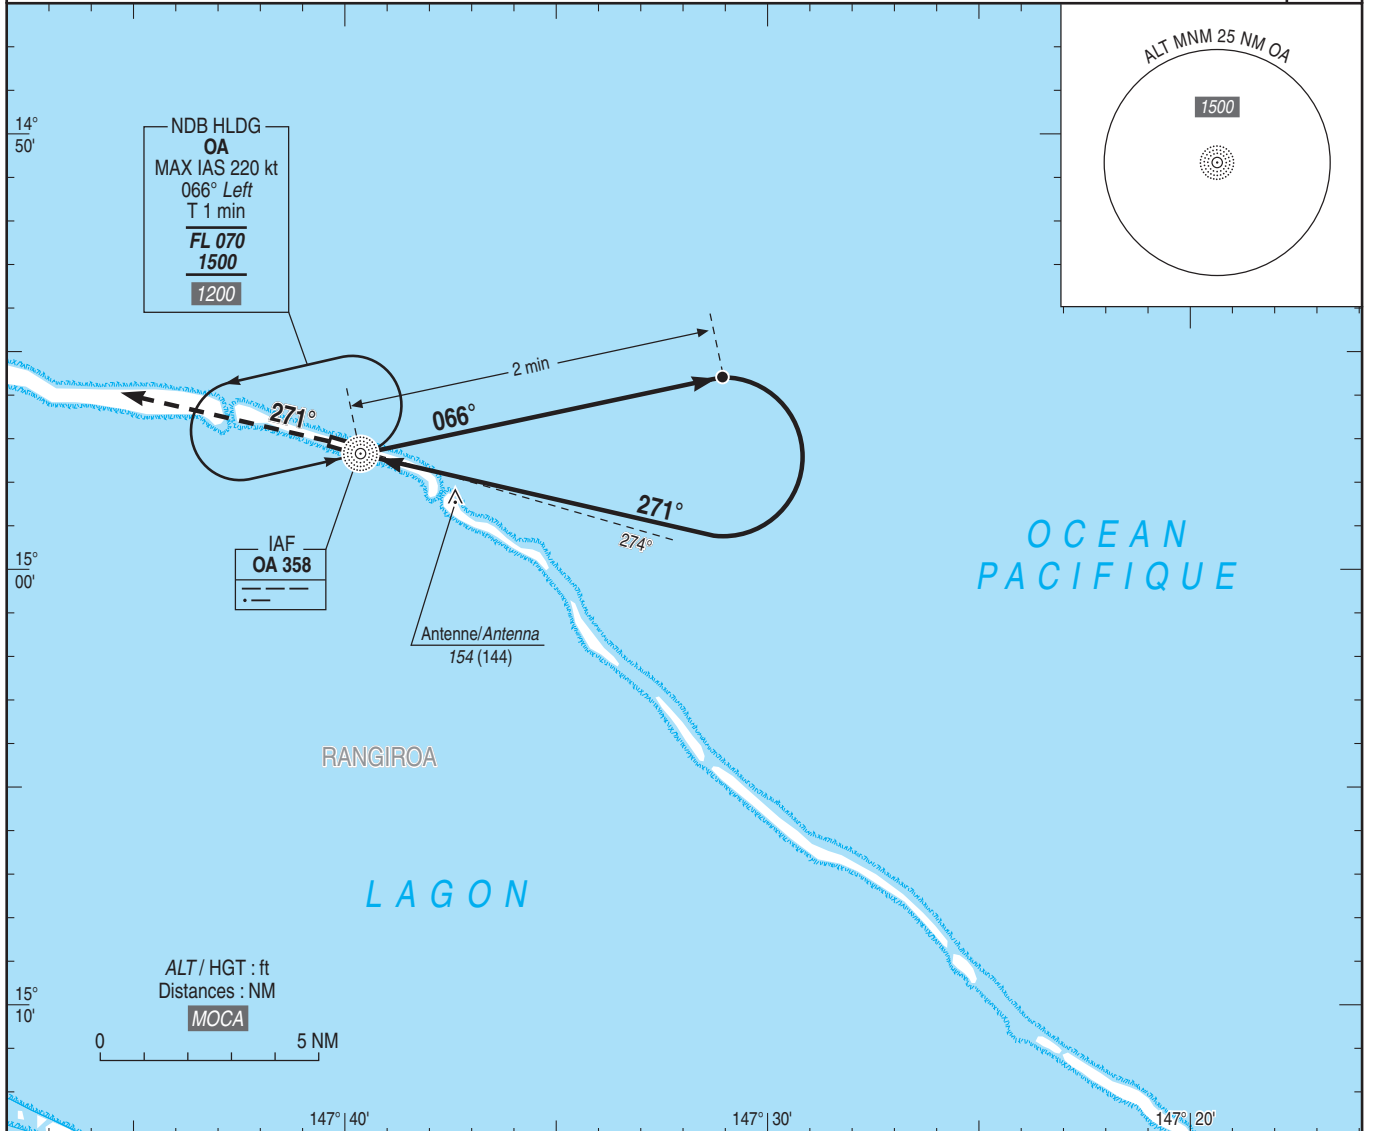 ALT MNM 25 NM OA
1500
14°
50'
NDB HLDG
OA
MAX IAS 220 kt
066° Left
T 1 min
FL 070
1500
1200
2 min
066°
271°
271°
274°
IAF
OA 358
OCEAN
PACIFIQUE
15°
00'
Antenne/Antenna
154 (144)
RANGIROA
LAGON
ALT / HGT : ft
Distances : NM
MOCA
0 5 NM
15°
10'
147° 40' 147° 30' 147° 20'